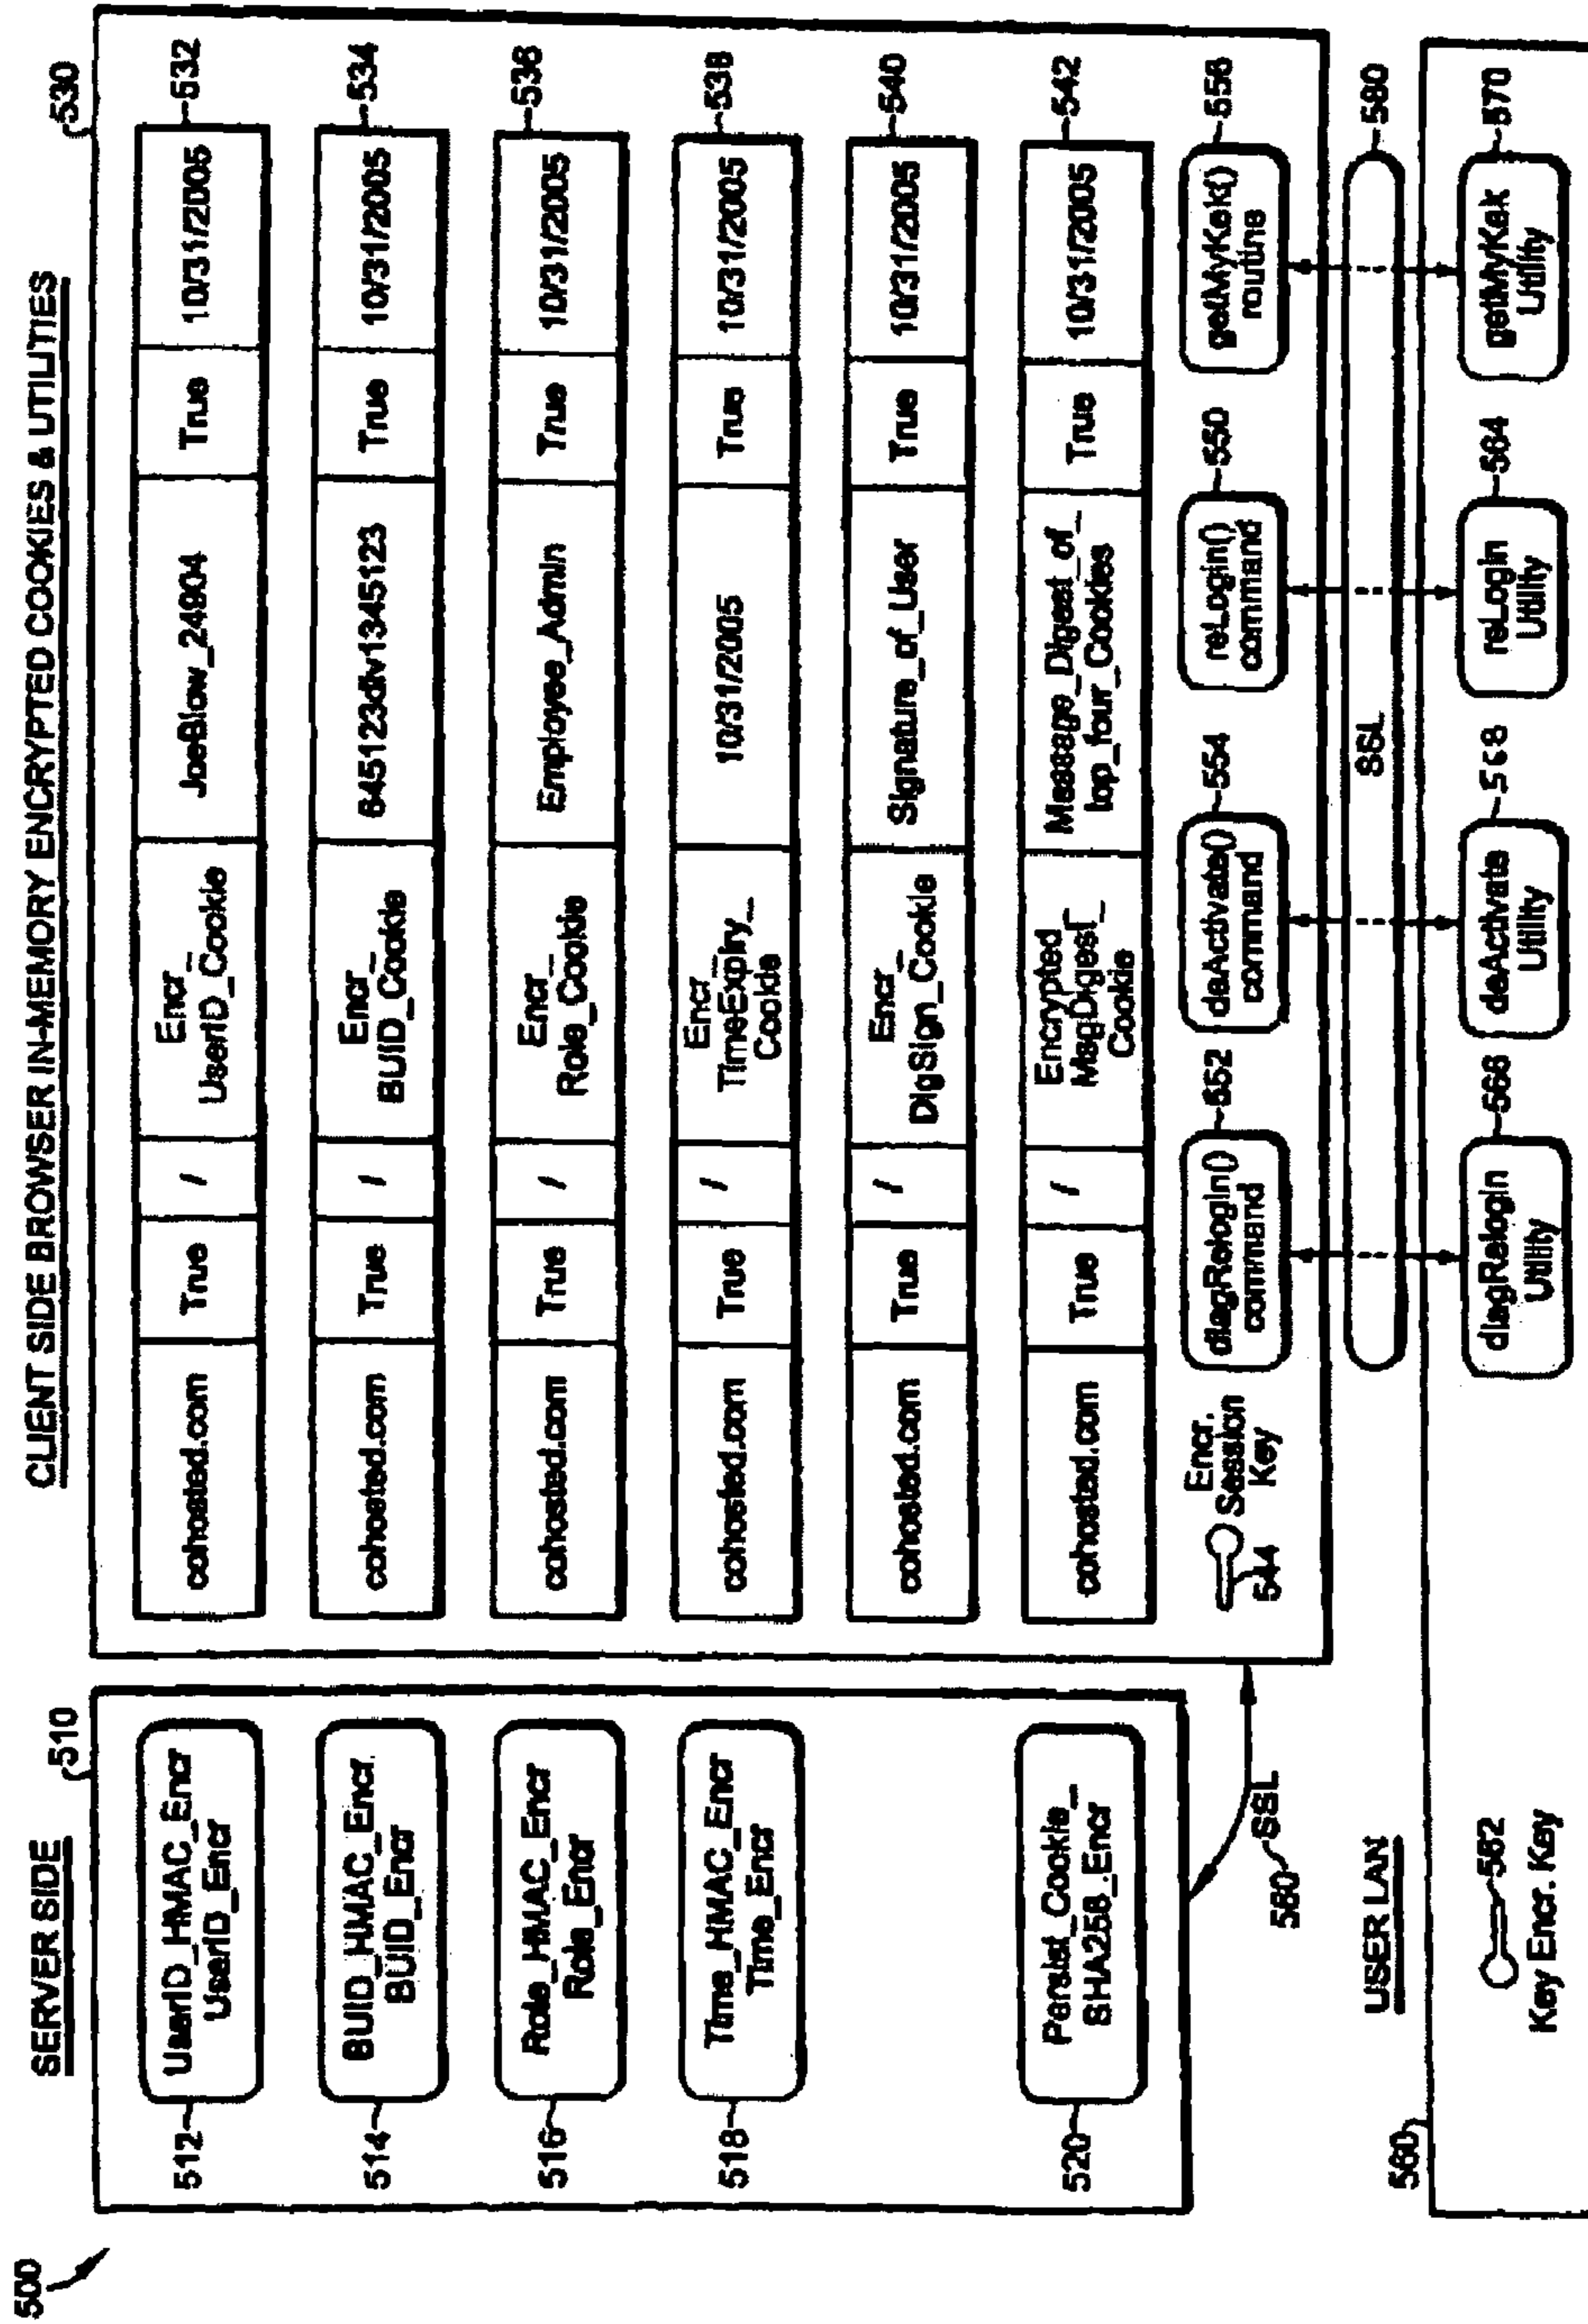 500
SERVER SIDE
510
512
UserID_HMAC_Encr
UserID_Encr
514
BUID_HMAC_Encr
BUID_Encr
516
Role_HMAC_Encr
Role_Encr
518
Time_HMAC_Encr
Time_Encr
520
Persist_Cookie_
SHA256_Encr
580
SSL
CLIENT SIDE BROWSER IN-MEMORY ENCRYPTED COOKIES & UTILITIES
530
cohosted.com
True
/
Encr_
UserID_Cookie
JoeBlow_24904
True
10/31/2005
532
cohosted.com
True
/
Encr_
BUID_Cookie
645123div1345123
True
10/31/2005
534
cohosted.com
True
/
Encr_
Role_Cookie
Employee_Admin
True
10/31/2005
536
cohosted.com
True
/
Encr_
TimeExpiry_
Cookie
10/31/2005
True
10/31/2005
538
cohosted.com
True
/
Encr_
DigSign_Cookie
Signature_of_User
True
10/31/2005
540
cohosted.com
True
/
Encrypted_
MsgDigest_
Cookie
Message_Digest_of_
top_four_Cookies
True
10/31/2005
542
544
Encr.
Session
Key
diagRelogin()
command
552
deActivate()
command
554
reLogin()
command
550
getMyKek()
routine
556
SSL
580
USER LAN
560
562
Key Encr. Key
diagRelogin
Utility
566
deActivate
Utility
568
reLogin
Utility
564
getMyKek
Utility
570